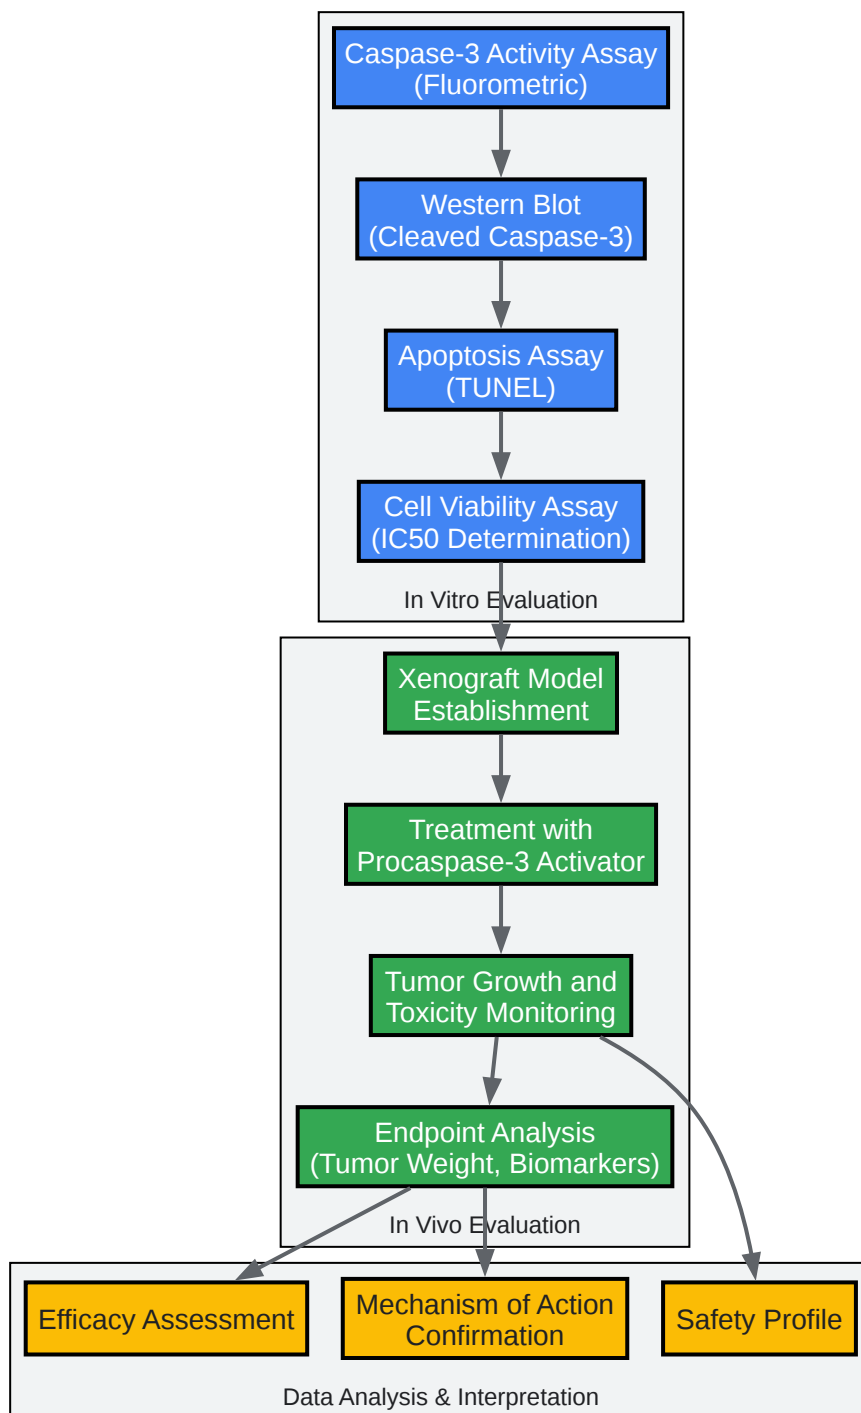 Caspase-3 Activity Assay
(Fluorometric)
Western Blot
(Cleaved Caspase-3)
Apoptosis Assay
(TUNEL)
Cell Viability Assay
(IC50 Determination)
In Vitro Evaluation
Xenograft Model
Establishment
Treatment with
Procaspase-3 Activator
Tumor Growth and
Toxicity Monitoring
Endpoint Analysis
(Tumor Weight, Biomarkers)
In Vivo Evaluation
Efficacy Assessment
Mechanism of Action
Confirmation
Safety Profile
Data Analysis & Interpretation